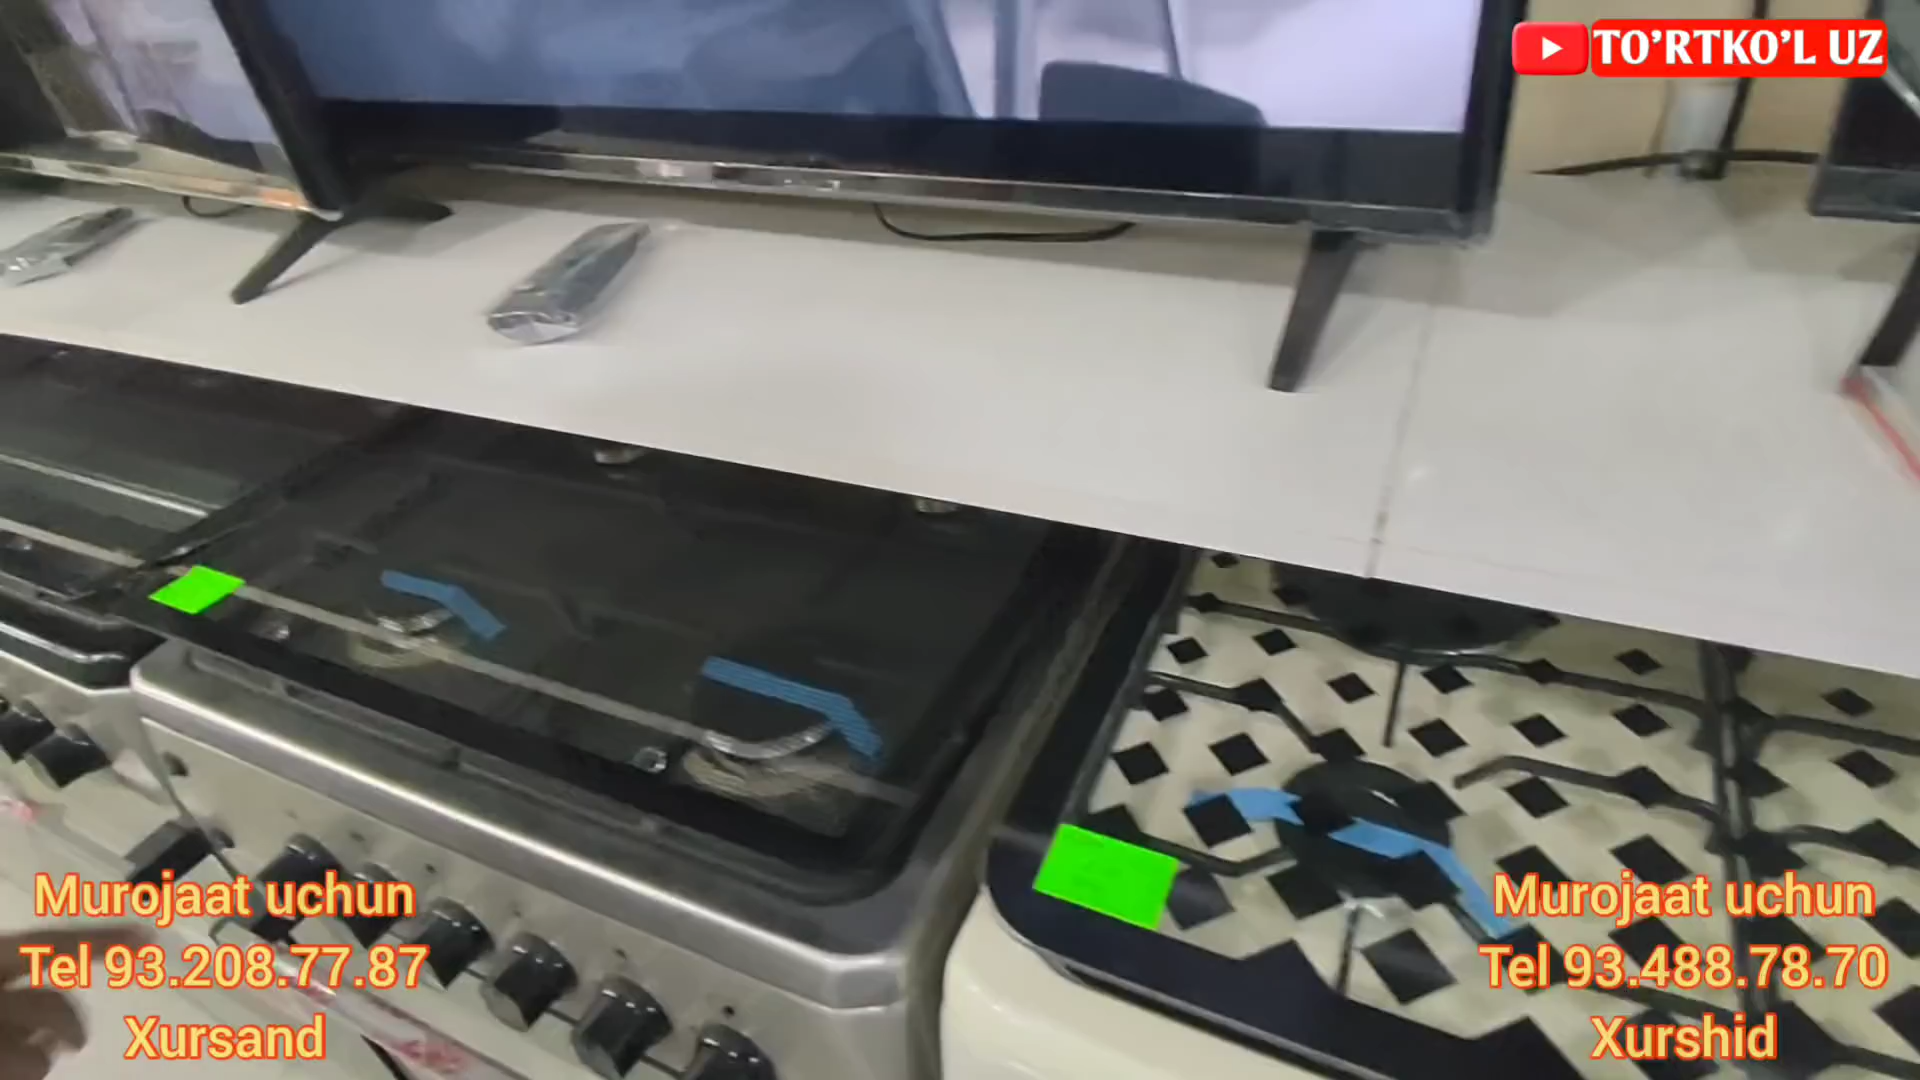 TO’RTKO’L UZ
Murojaat uchun
Tel 93.208.77.87
Xursand
Murojaat uchun
Tel 93.488.78.70
Xurshid